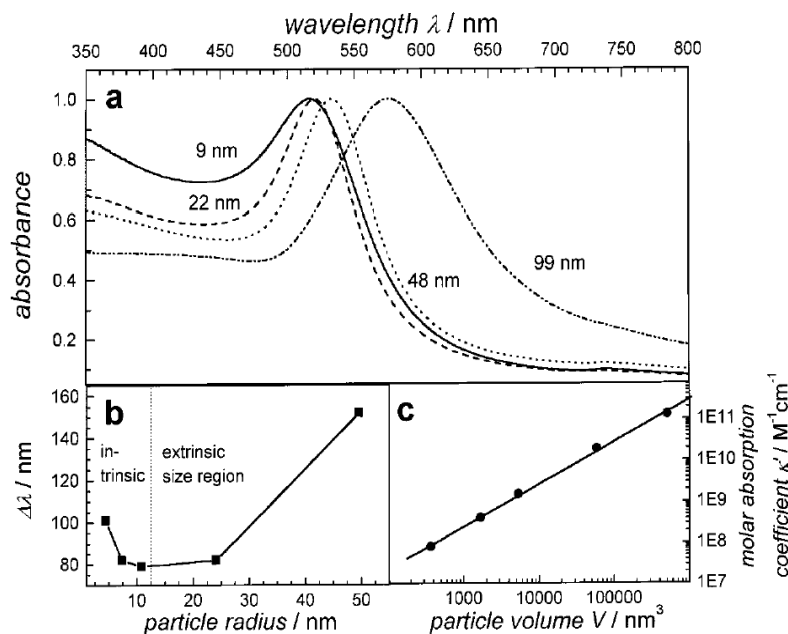 wavelength λ / nm
350 400 450 500 550 600 650 700 750 800
a
1.0
0.8
0.6
0.4
0.2
absorbance
9 nm
22 nm
48 nm
99 nm
b
160
140
120
100
80
Δλ / nm
in-
trinsic
extrinsic
size region
10 20 30 40 50
particle radius / nm
c
1E11
1E10
1E9
1E8
1E7
molar absorption
coefficient κ' / M⁻¹cm⁻¹
1000 10000 100000
particle volume V / nm³